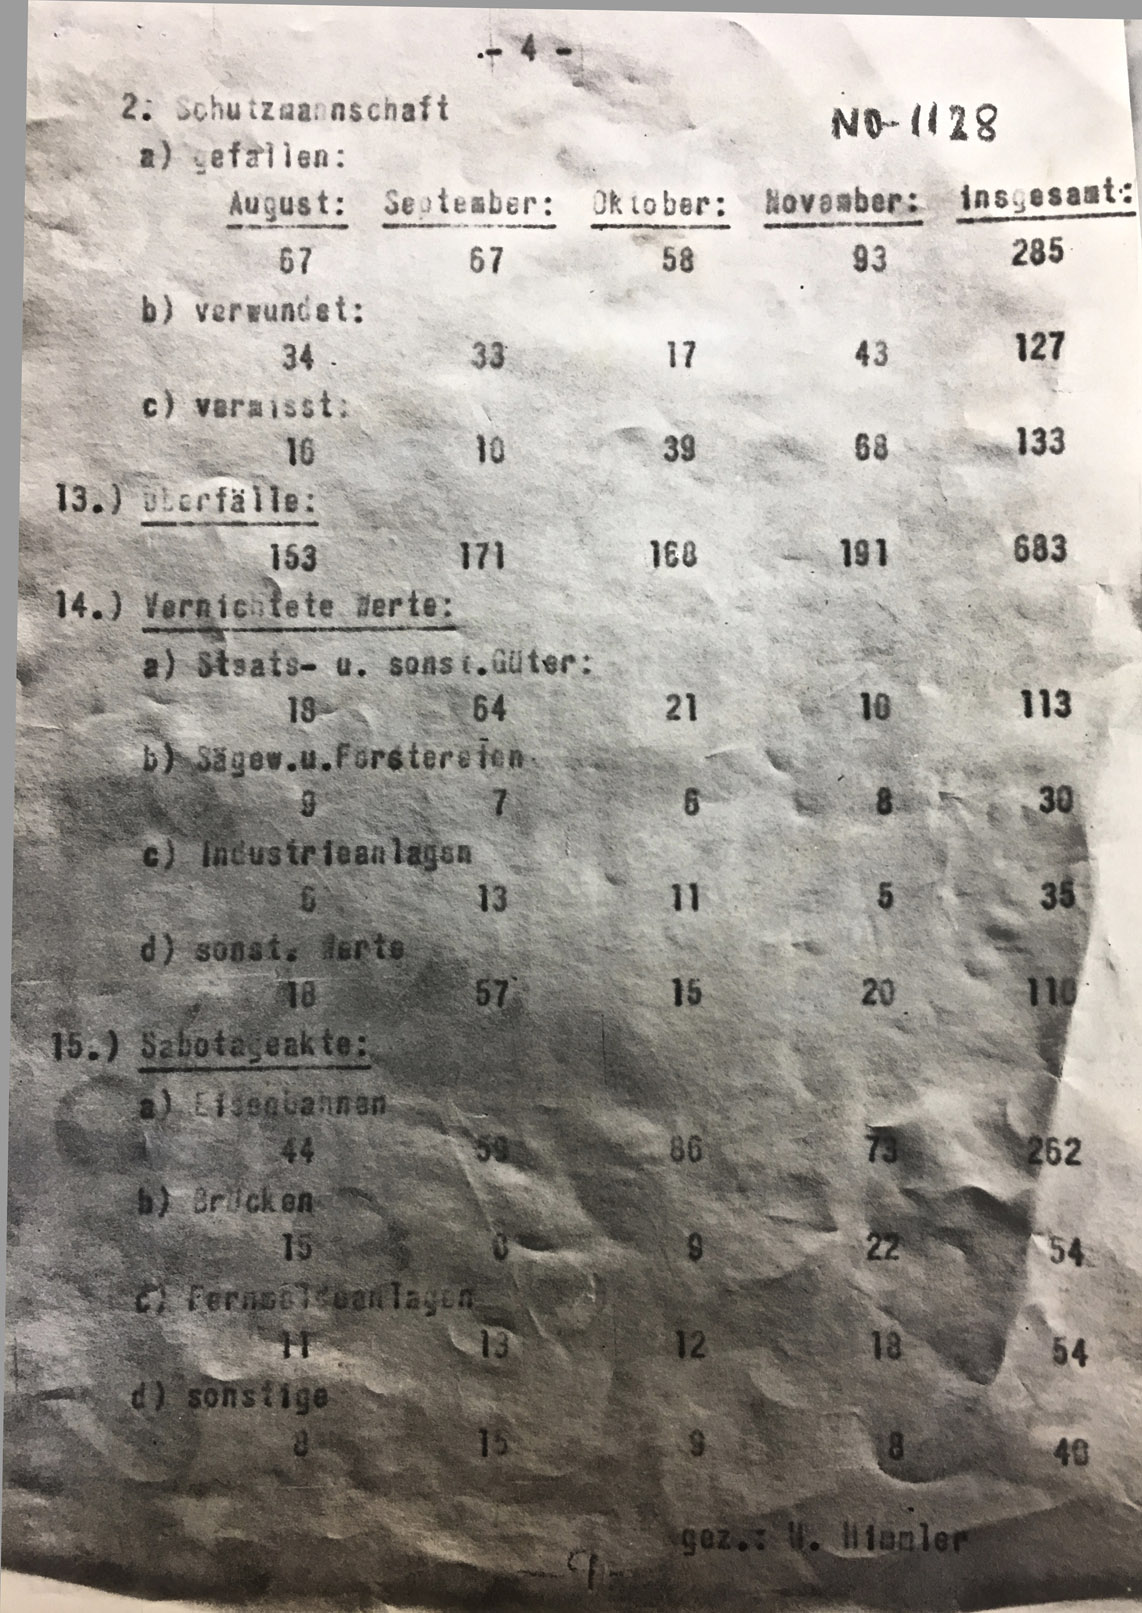 - 4 -
NO-1128
2. Schutzmannschaft
a) gefallen:
August: September: Oktober: November: insgesamt:
67 67 58 93 285
b) verwundet:
34 33 17 43 127
c) vermisst:
16 10 39 68 133
13.) Überfälle:
153 171 168 191 683
14.) Vernichtete Werte:
a) Staats- u. sonst.Güter:
18 64 21 10 113
b) Sägew.u.Förstereien
9 7 6 8 30
c) Industrieanlagen
6 13 11 5 35
d) sonst. Werte
18 57 15 20 110
15.) Sabotageakte:
a) Eisenbahnen
44 59 86 73 262
b) Brücken
15 8 9 22 54
c) Fernmeldeanlagen
11 13 12 18 54
d) sonstige
8 15 9 8 40
gez.: H. Himmler